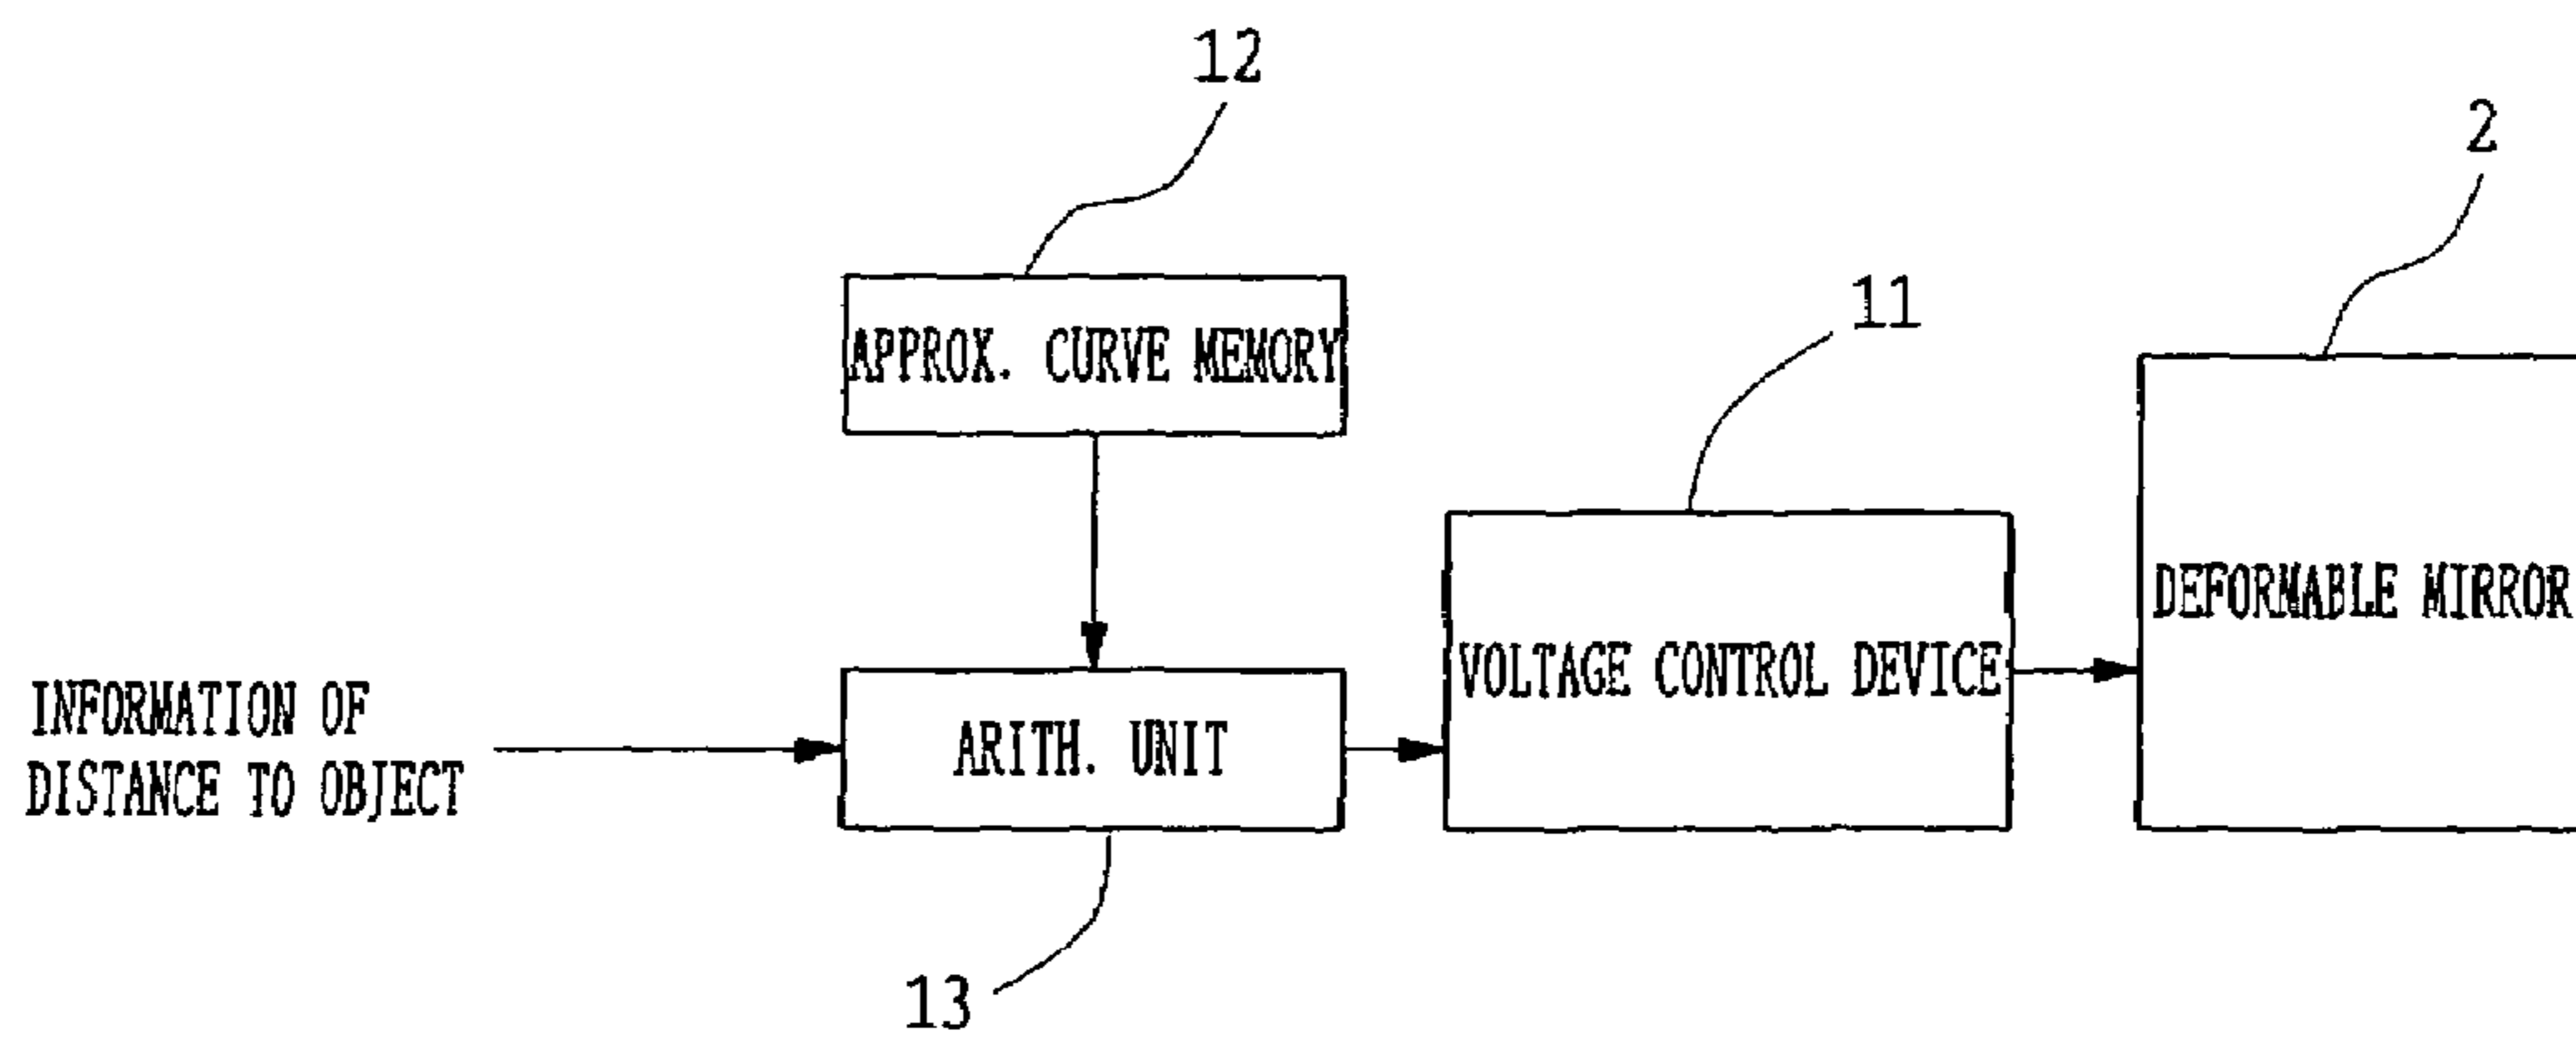 12
2
APPROX. CURVE MEMORY
11
DEFORMABLE MIRROR
VOLTAGE CONTROL DEVICE
INFORMATION OF
DISTANCE TO OBJECT
ARITH. UNIT
13